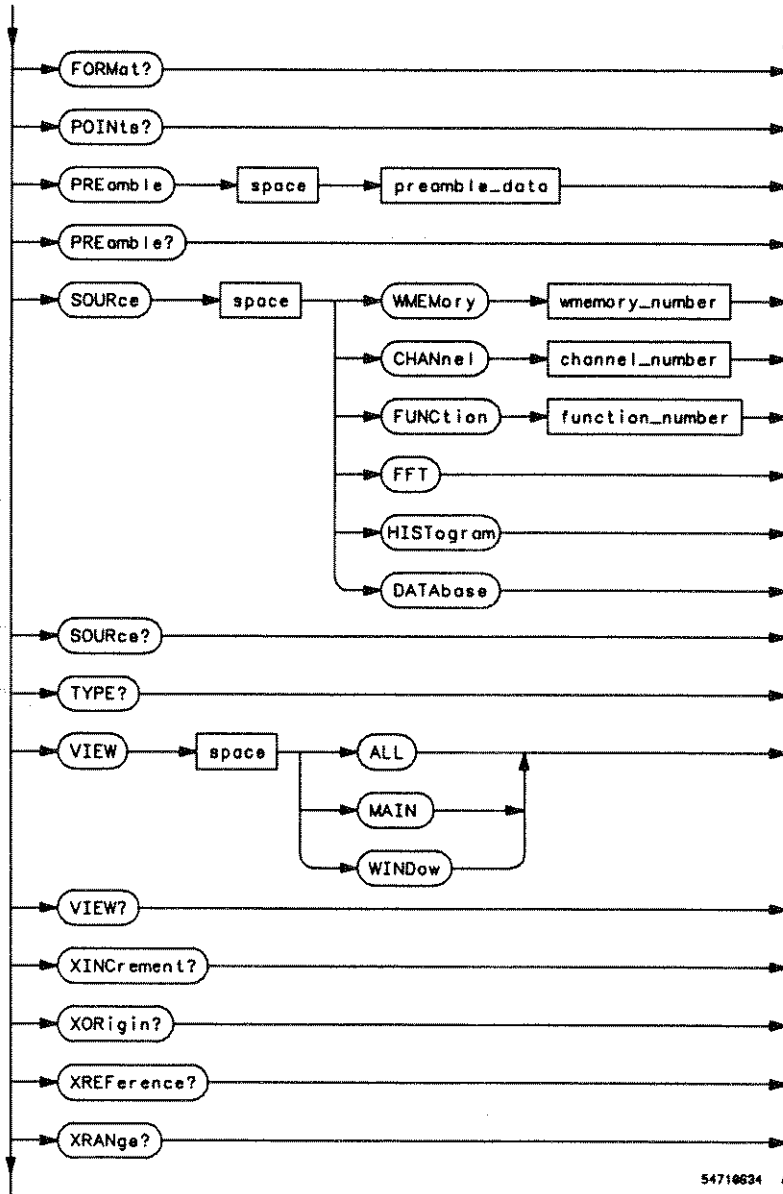 FORMat?
POINts?
PREamble space preamble_data
PREamble?
SOURce space WMEMory wmemory_number
CHANnel channel_number
FUNCtion function_number
FFT
HISTogram
DATAbase
SOURce?
TYPE?
VIEW space ALL
MAIN
WINDow
VIEW?
XINCrement?
XORigin?
XREFerence?
XRANge?